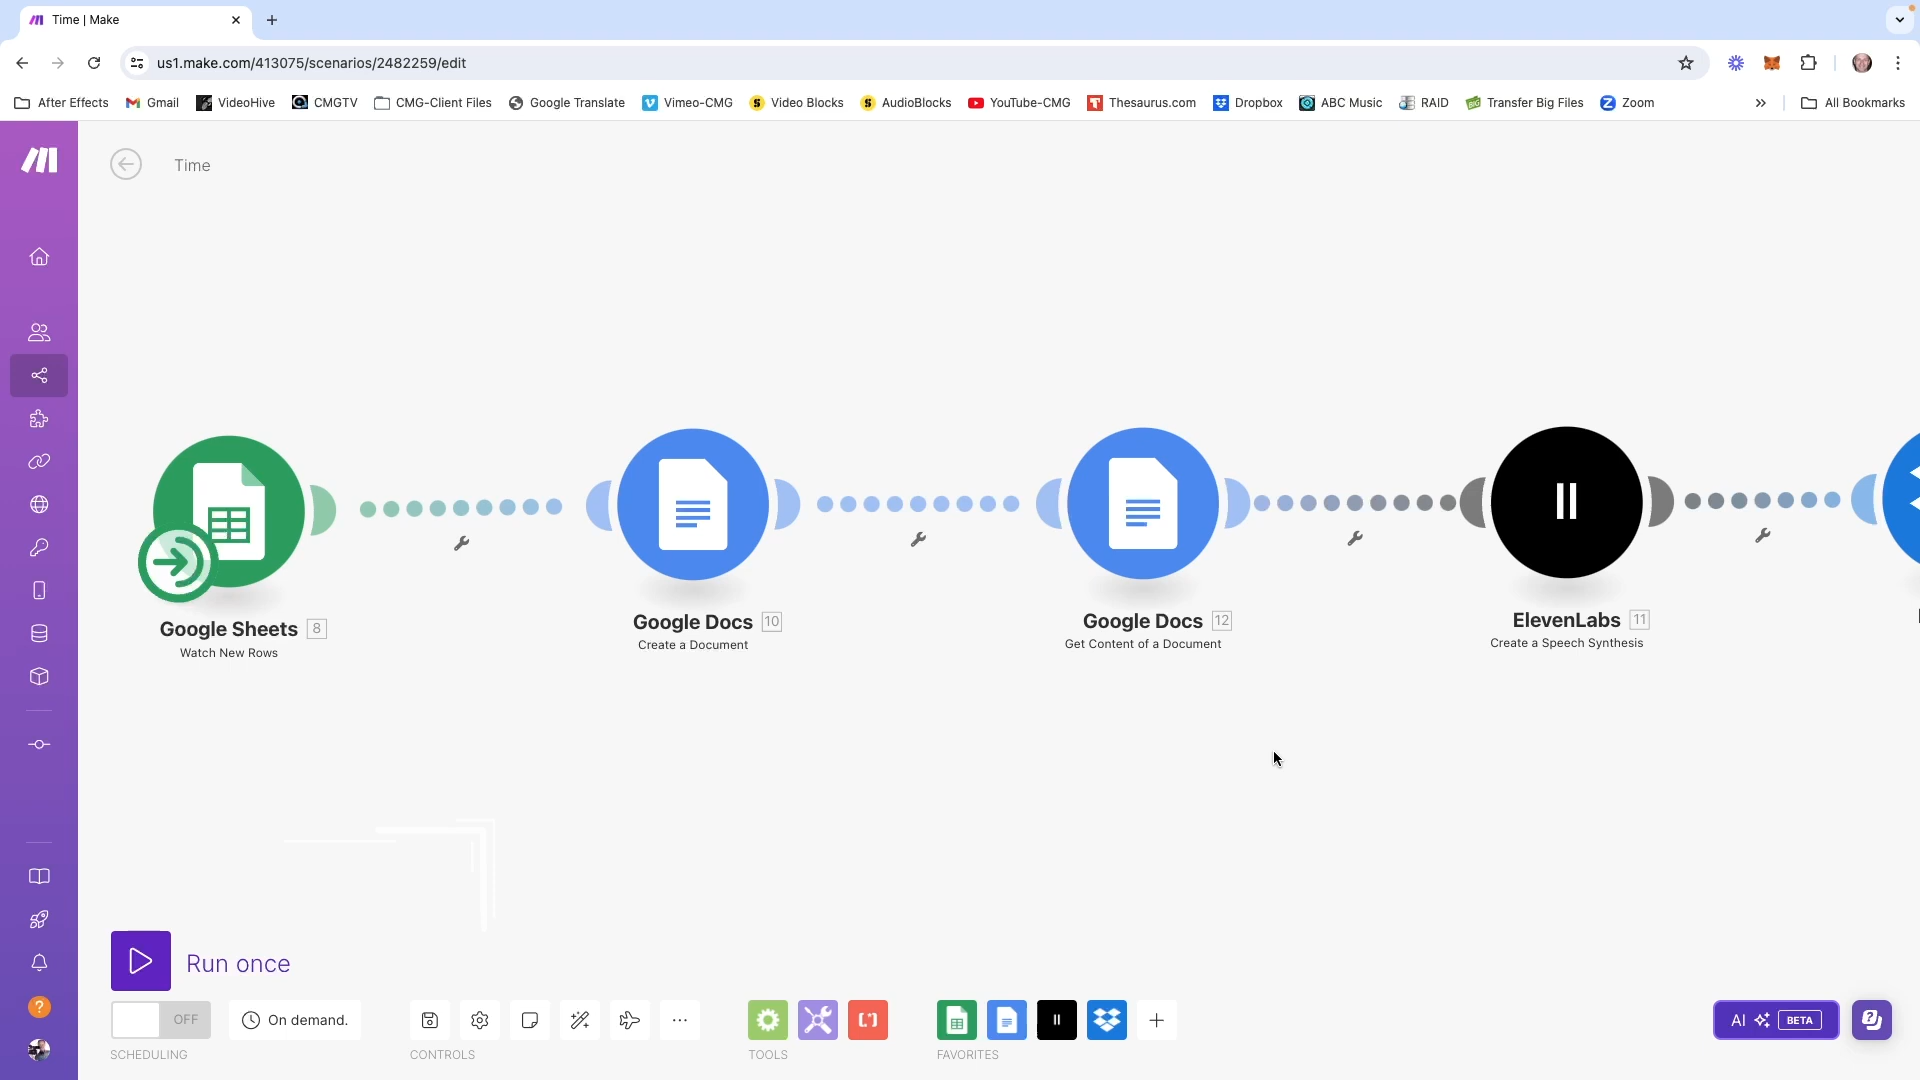 Time | Make
us1.make.com/413075/scenarios/2482259/edit
After Effects
Gmail
VideoHive
CMGTV
CMG-Client Files
Google Translate
Vimeo-CMG
Video Blocks
AudioBlocks
YouTube-CMG
Thesaurus.com
Dropbox
ABC Music
RAID
Transfer Big Files
Zoom
All Bookmarks
Time
Google Sheets 8
Watch New Rows
Google Docs 10
Create a Document
Google Docs 12
Get Content of a Document
ElevenLabs 11
Create a Speech Synthesis
Run once
OFF
On demand.
SCHEDULING
CONTROLS
TOOLS
FAVORITES
AI BETA